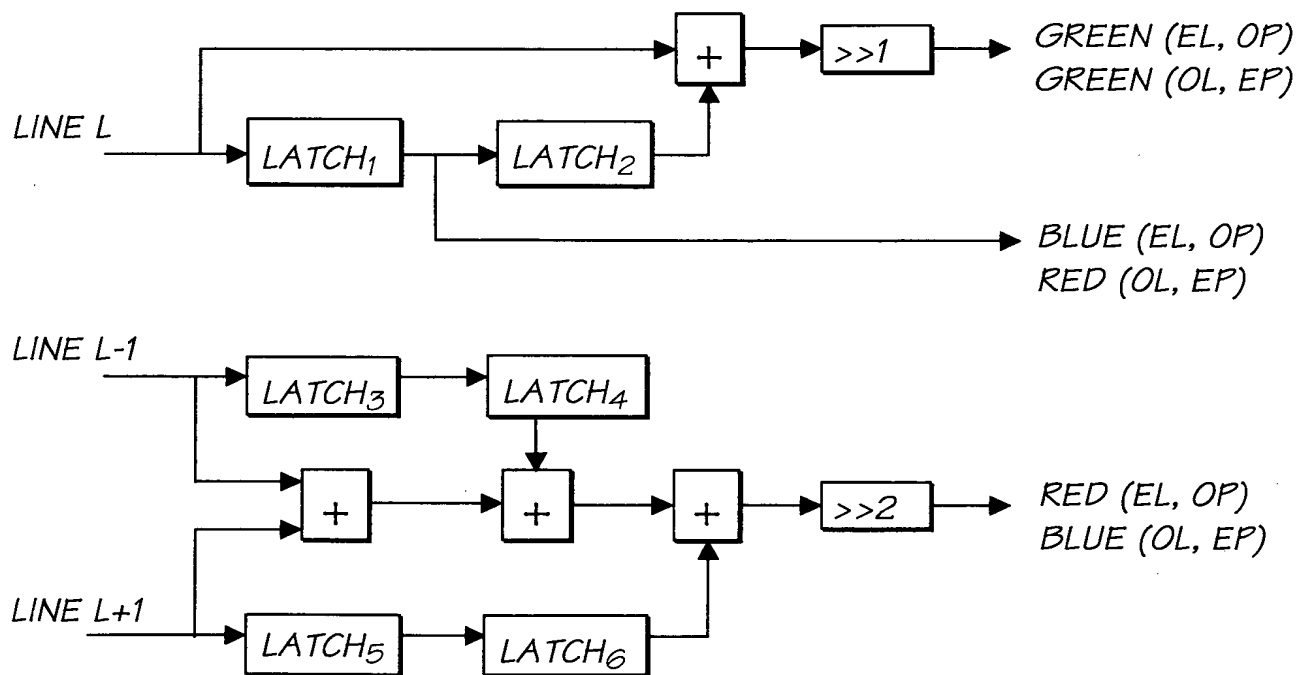 GREEN (EL, OP)
GREEN (OL, EP)
+
>>1
LINE L
LATCH₁
LATCH₂
BLUE (EL, OP)
RED (OL, EP)
LINE L-1
LATCH₃
LATCH₄
+
+
+
>>2
RED (EL, OP)
BLUE (OL, EP)
LINE L+1
LATCH₅
LATCH₆